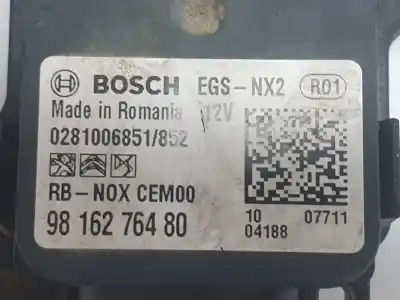 BOSCH EGS-NX2 R01
Made in Romania 12V
0281006851/852
RB-NOX CEM00
98 162 764 80
10 07711
04188